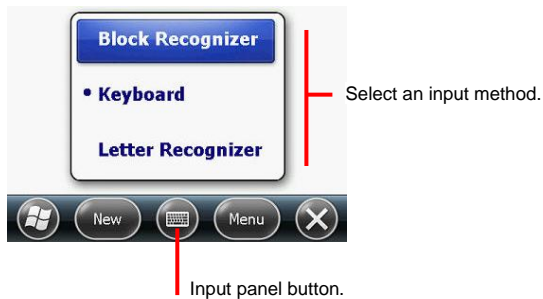 Block Recognizer
• Keyboard
Select an input method.
Letter Recognizer
New
Menu
Input panel button.